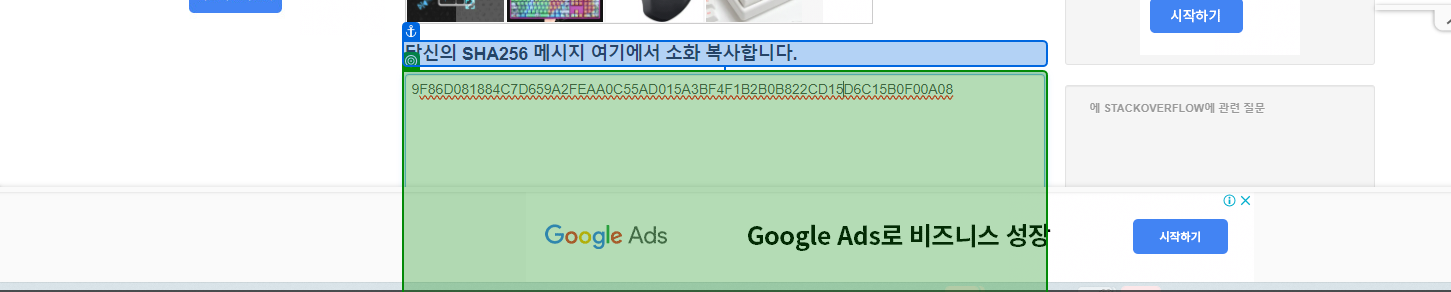 시작하기
당신의 SHA256 메시지 여기에서 소화 복사합니다.
9F86D081884C7D659A2FEAA0C55AD015A3BF4F1B2B0B822CD15D6C15B0F00A08
에 STACKOVERFLOW에 관련 질문
Google Ads
Google Ads로 비즈니스 성장
시작하기